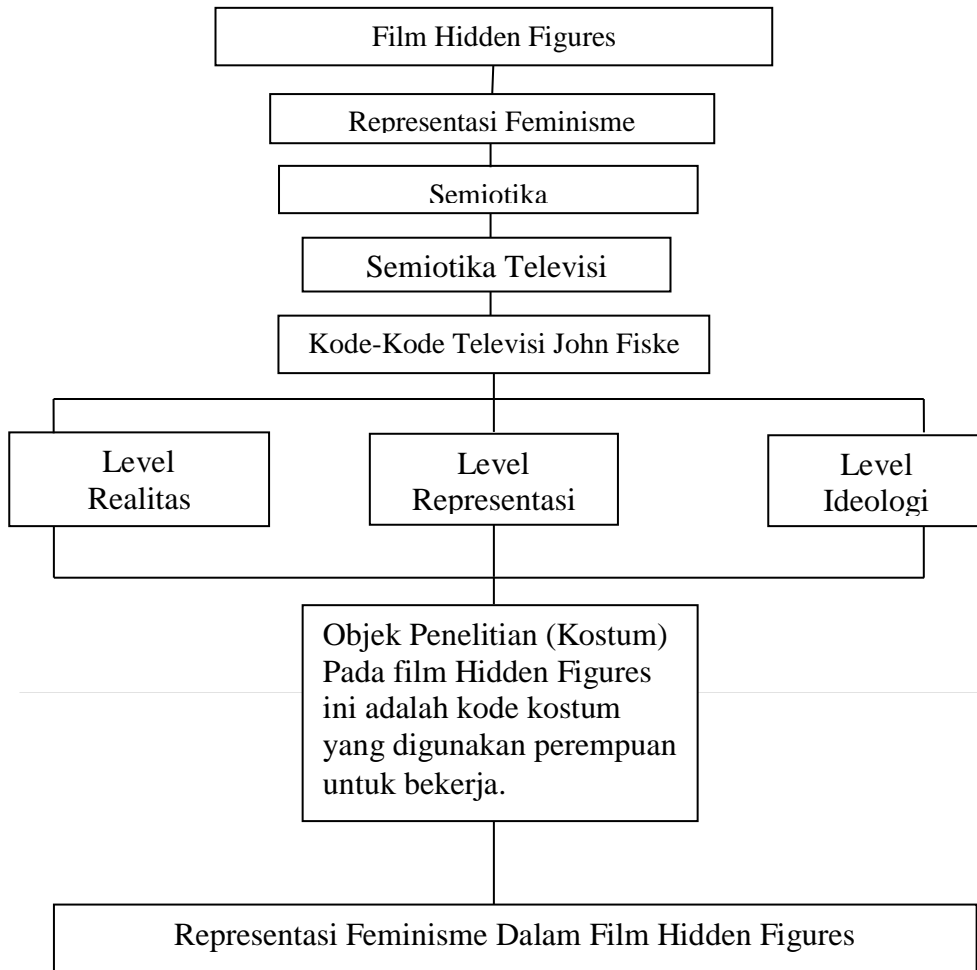 Film Hidden Figures
Representasi Feminisme
Semiotika
Semiotika Televisi
Kode-Kode Televisi John Fiske
Level
Realitas
Level
Representasi
Level
Ideologi
Objek Penelitian (Kostum)
Pada film Hidden Figures
ini adalah kode kostum
yang digunakan perempuan
untuk bekerja.
Representasi Feminisme Dalam Film Hidden Figures